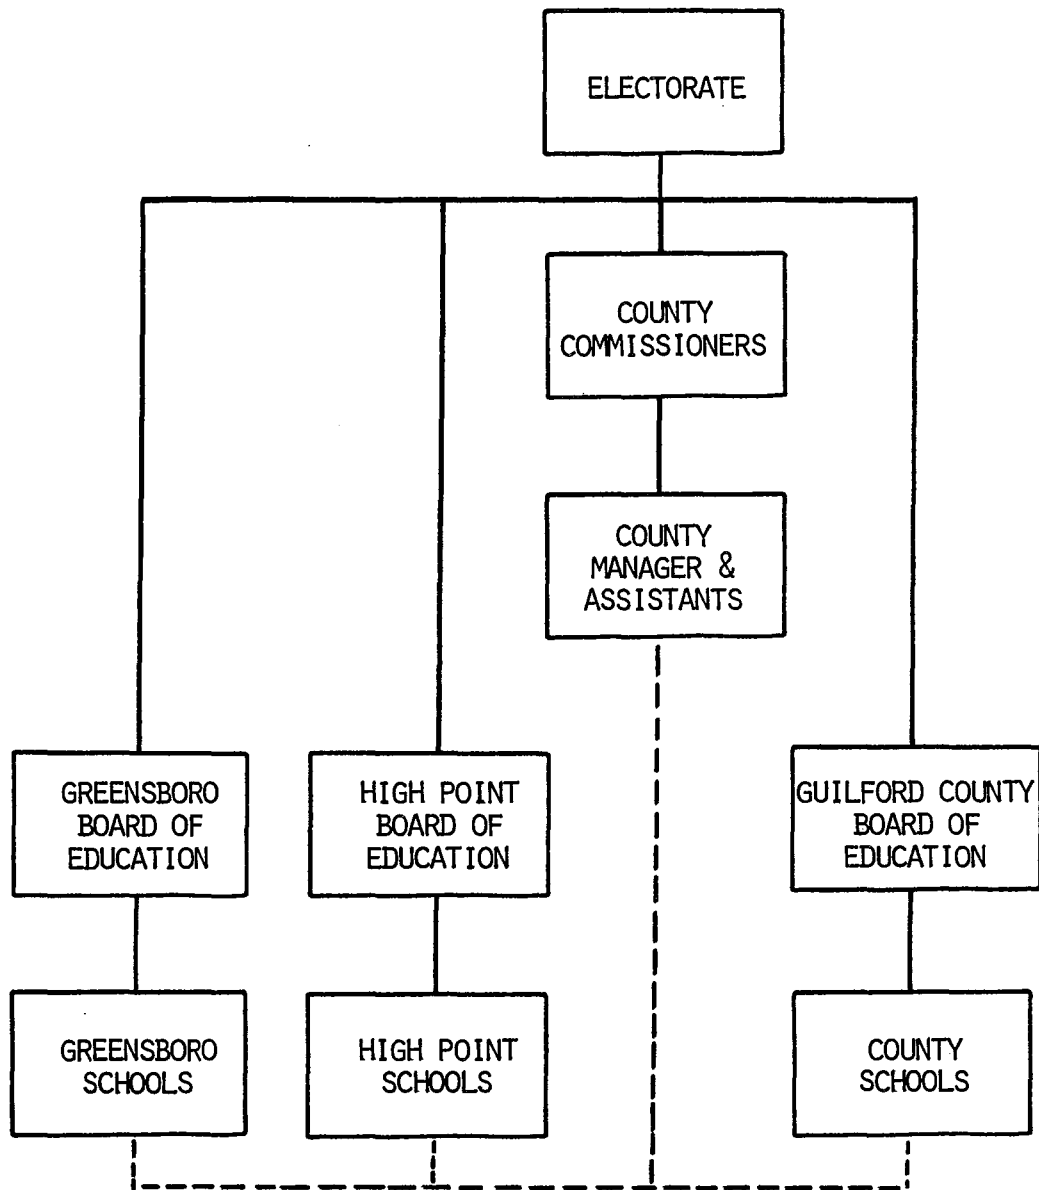 ELECTORATE
COUNTY
COMMISSIONERS
COUNTY
MANAGER &
ASSISTANTS
GREENSBORO
BOARD OF
EDUCATION
HIGH POINT
BOARD OF
EDUCATION
GUILFORD COUNTY
BOARD OF
EDUCATION
GREENSBORO
SCHOOLS
HIGH POINT
SCHOOLS
COUNTY
SCHOOLS